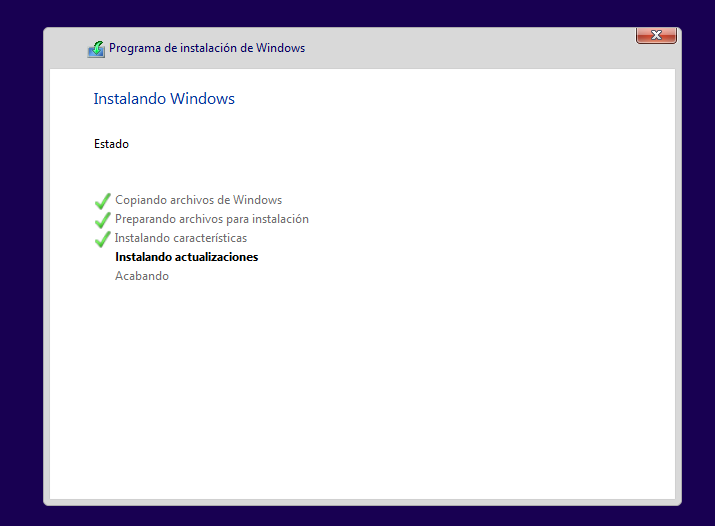 Programa de instalación de Windows
Instalando Windows
Estado
Copiando archivos de Windows
Preparando archivos para instalación
Instalando características
Instalando actualizaciones
Acabando